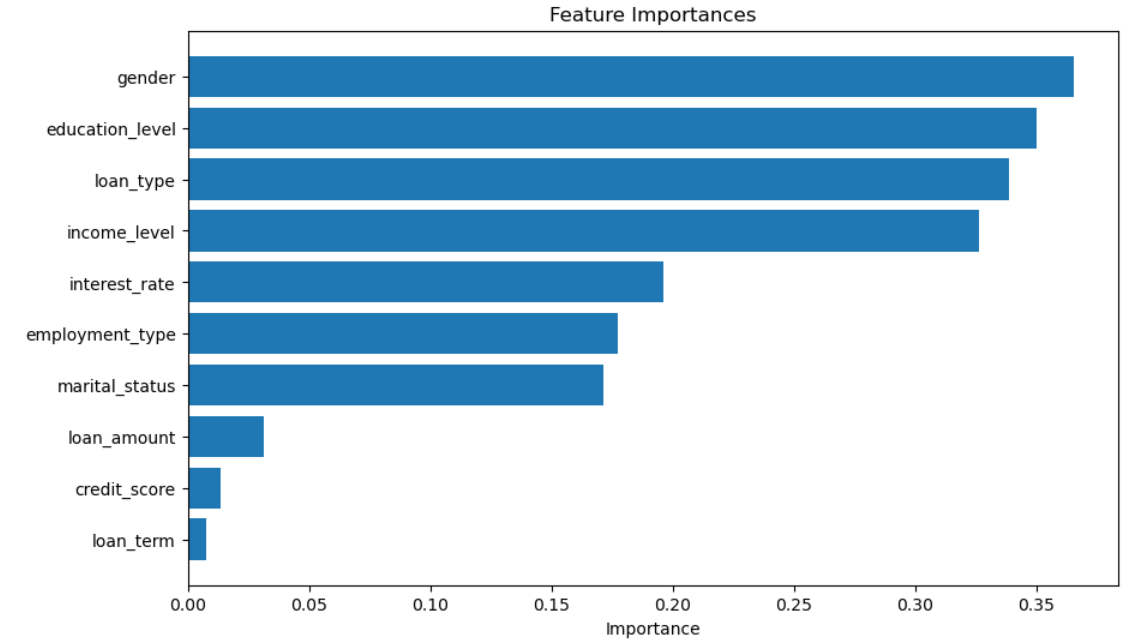 Feature Importances
gender
education_level
loan_type
income_level
interest_rate
employment_type
marital_status
loan_amount
credit_score
loan_term
0.00 0.05 0.10 0.15 0.20 0.25 0.30 0.35
Importance